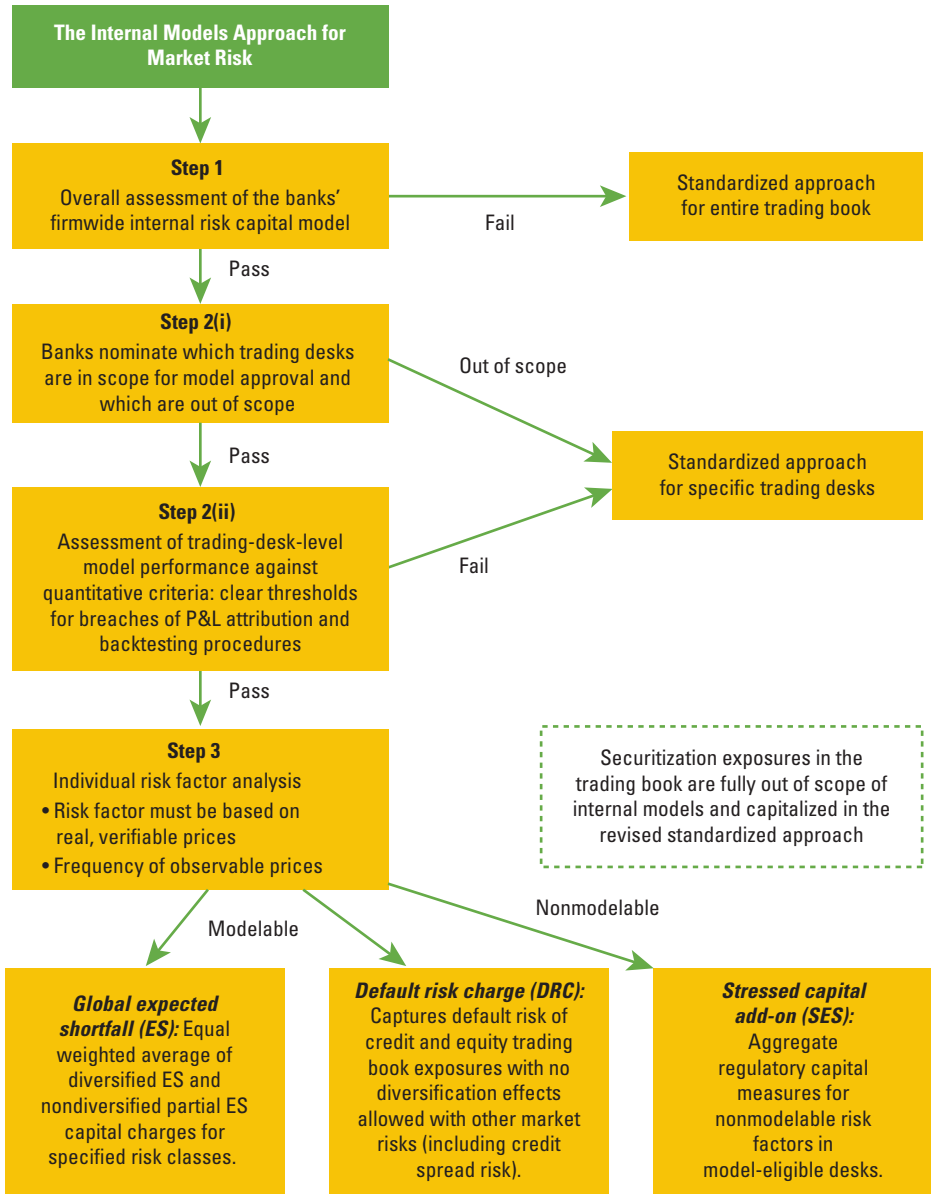 The Internal Models Approach for
Market Risk
Step 1
Overall assessment of the banks’
firmwide internal risk capital model
Fail
Standardized approach
for entire trading book
Pass
Step 2(i)
Banks nominate which trading desks
are in scope for model approval and
which are out of scope
Out of scope
Pass
Standardized approach
for specific trading desks
Step 2(ii)
Assessment of trading-desk-level
model performance against
quantitative criteria: clear thresholds
for breaches of P&L attribution and
backtesting procedures
Fail
Pass
Step 3
Individual risk factor analysis
• Risk factor must be based on
real, verifiable prices
• Frequency of observable prices
Securitization exposures in the
trading book are fully out of scope of
internal models and capitalized in the
revised standardized approach
Modelable
Nonmodelable
Global expected
shortfall (ES): Equal
weighted average of
diversified ES and
nondiversified partial ES
capital charges for
specified risk classes.
Default risk charge (DRC):
Captures default risk of
credit and equity trading
book exposures with no
diversification effects
allowed with other market
risks (including credit
spread risk).
Stressed capital
add-on (SES):
Aggregate
regulatory capital
measures for
nonmodelable risk
factors in
model-eligible desks.